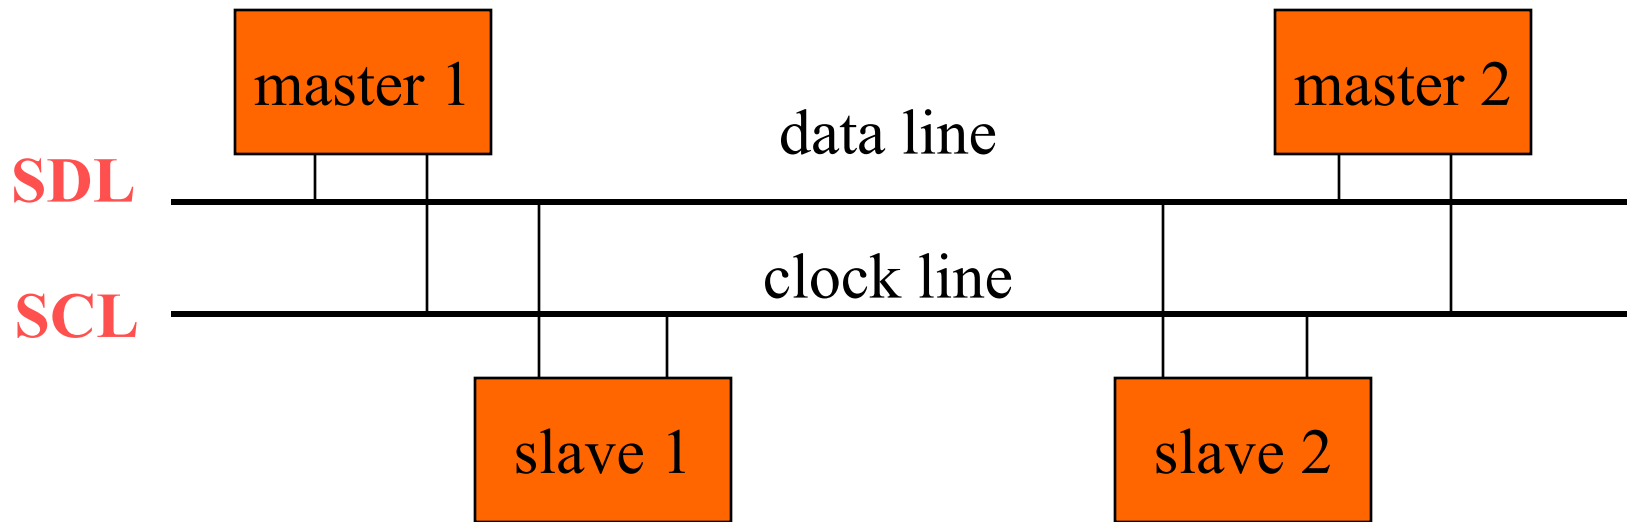 master 1
master 2
data line
SDL
clock line
SCL
slave 1
slave 2